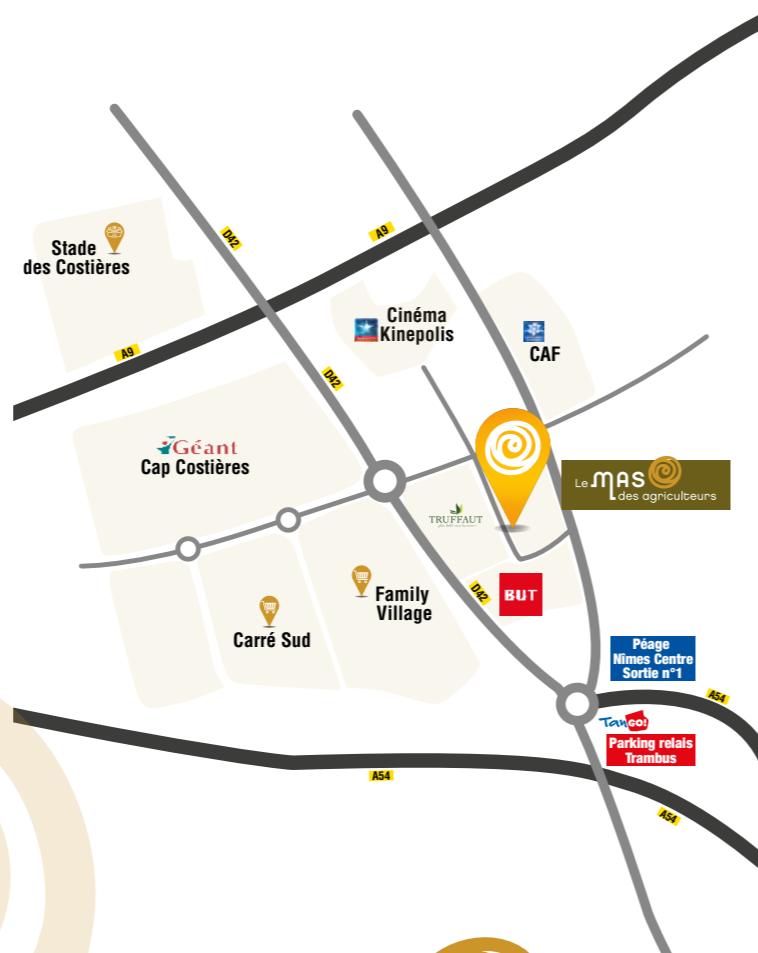 D42
A9
Stade
des Costières
Cinéma
Kinepolis
CAF
A9
D42
Géant
Cap Costières
Le MAS
des agriculteurs
TRUFFAUT
D42
BUT
Family
Village
Carré Sud
Péage
Nîmes Centre
Sortie n°1
A54
TanGO!
Parking relais
Trambus
A54
A54